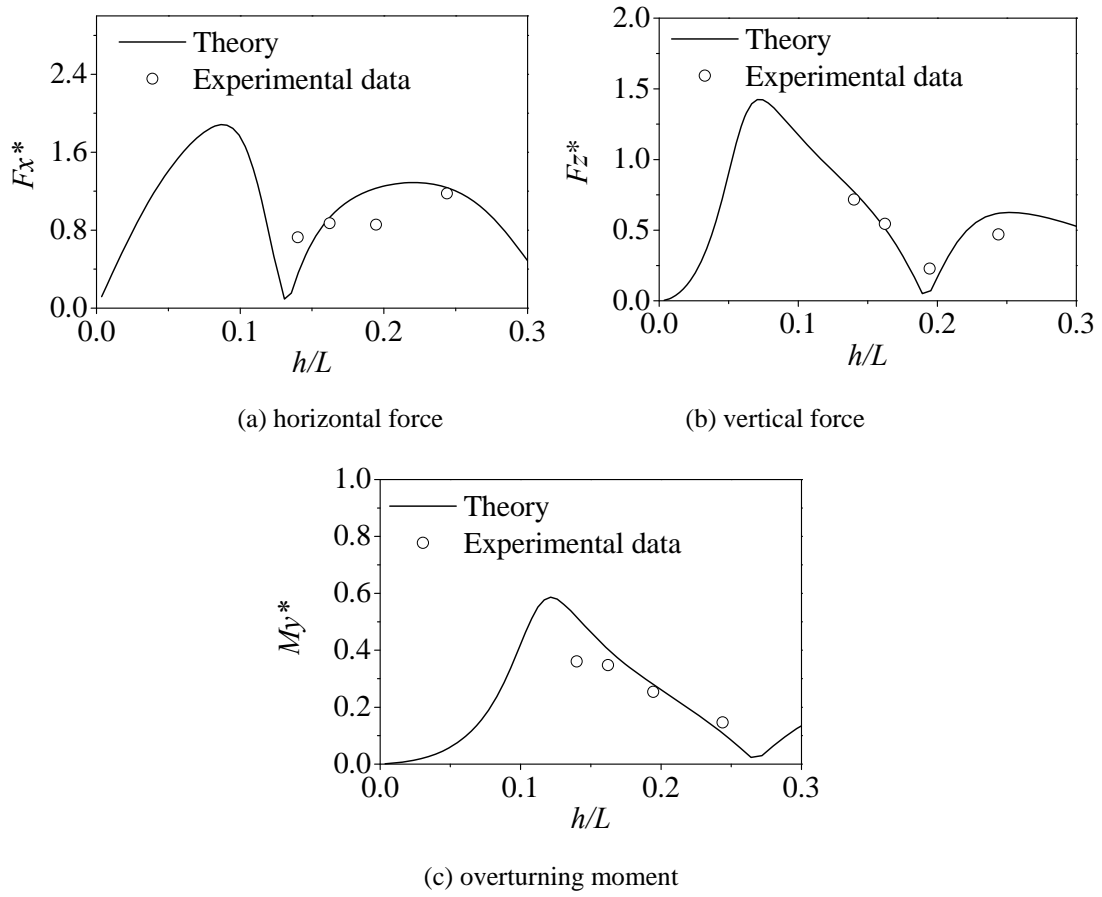 Theory
Experimental data
2.4
1.6
0.8
0.0
Fx*
0.0 0.1 0.2 0.3
h/L
(a) horizontal force
Theory
Experimental data
2.0
1.5
1.0
0.5
0.0
Fz*
0.0 0.1 0.2 0.3
h/L
(b) vertical force
Theory
Experimental data
1.0
0.8
0.6
0.4
0.2
0.0
My*
0.0 0.1 0.2 0.3
h/L
(c) overturning moment